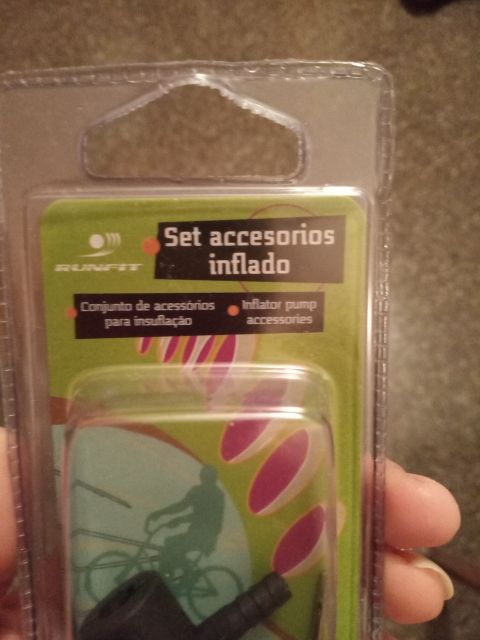 RUNFIT
Set accesorios
inflado
Conjunto de acessórios
para insuflação
Inflator pump
accessories